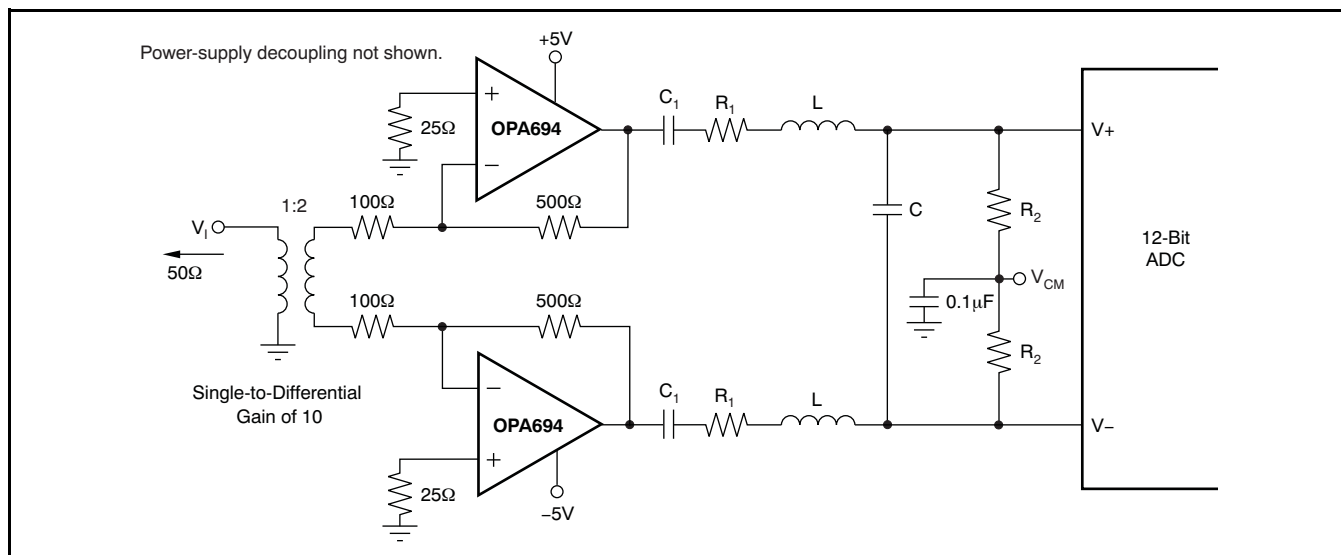 Power-supply decoupling not shown.
+5V
+
25Ω
OPA694
−
C1
R1
L
V+
1:2
100Ω
500Ω
VI
50Ω
C
R2
12-Bit
ADC
VCM
0.1µF
100Ω
500Ω
R2
Single-to-Differential
Gain of 10
−
OPA694
+
C1
R1
L
V−
25Ω
−5V